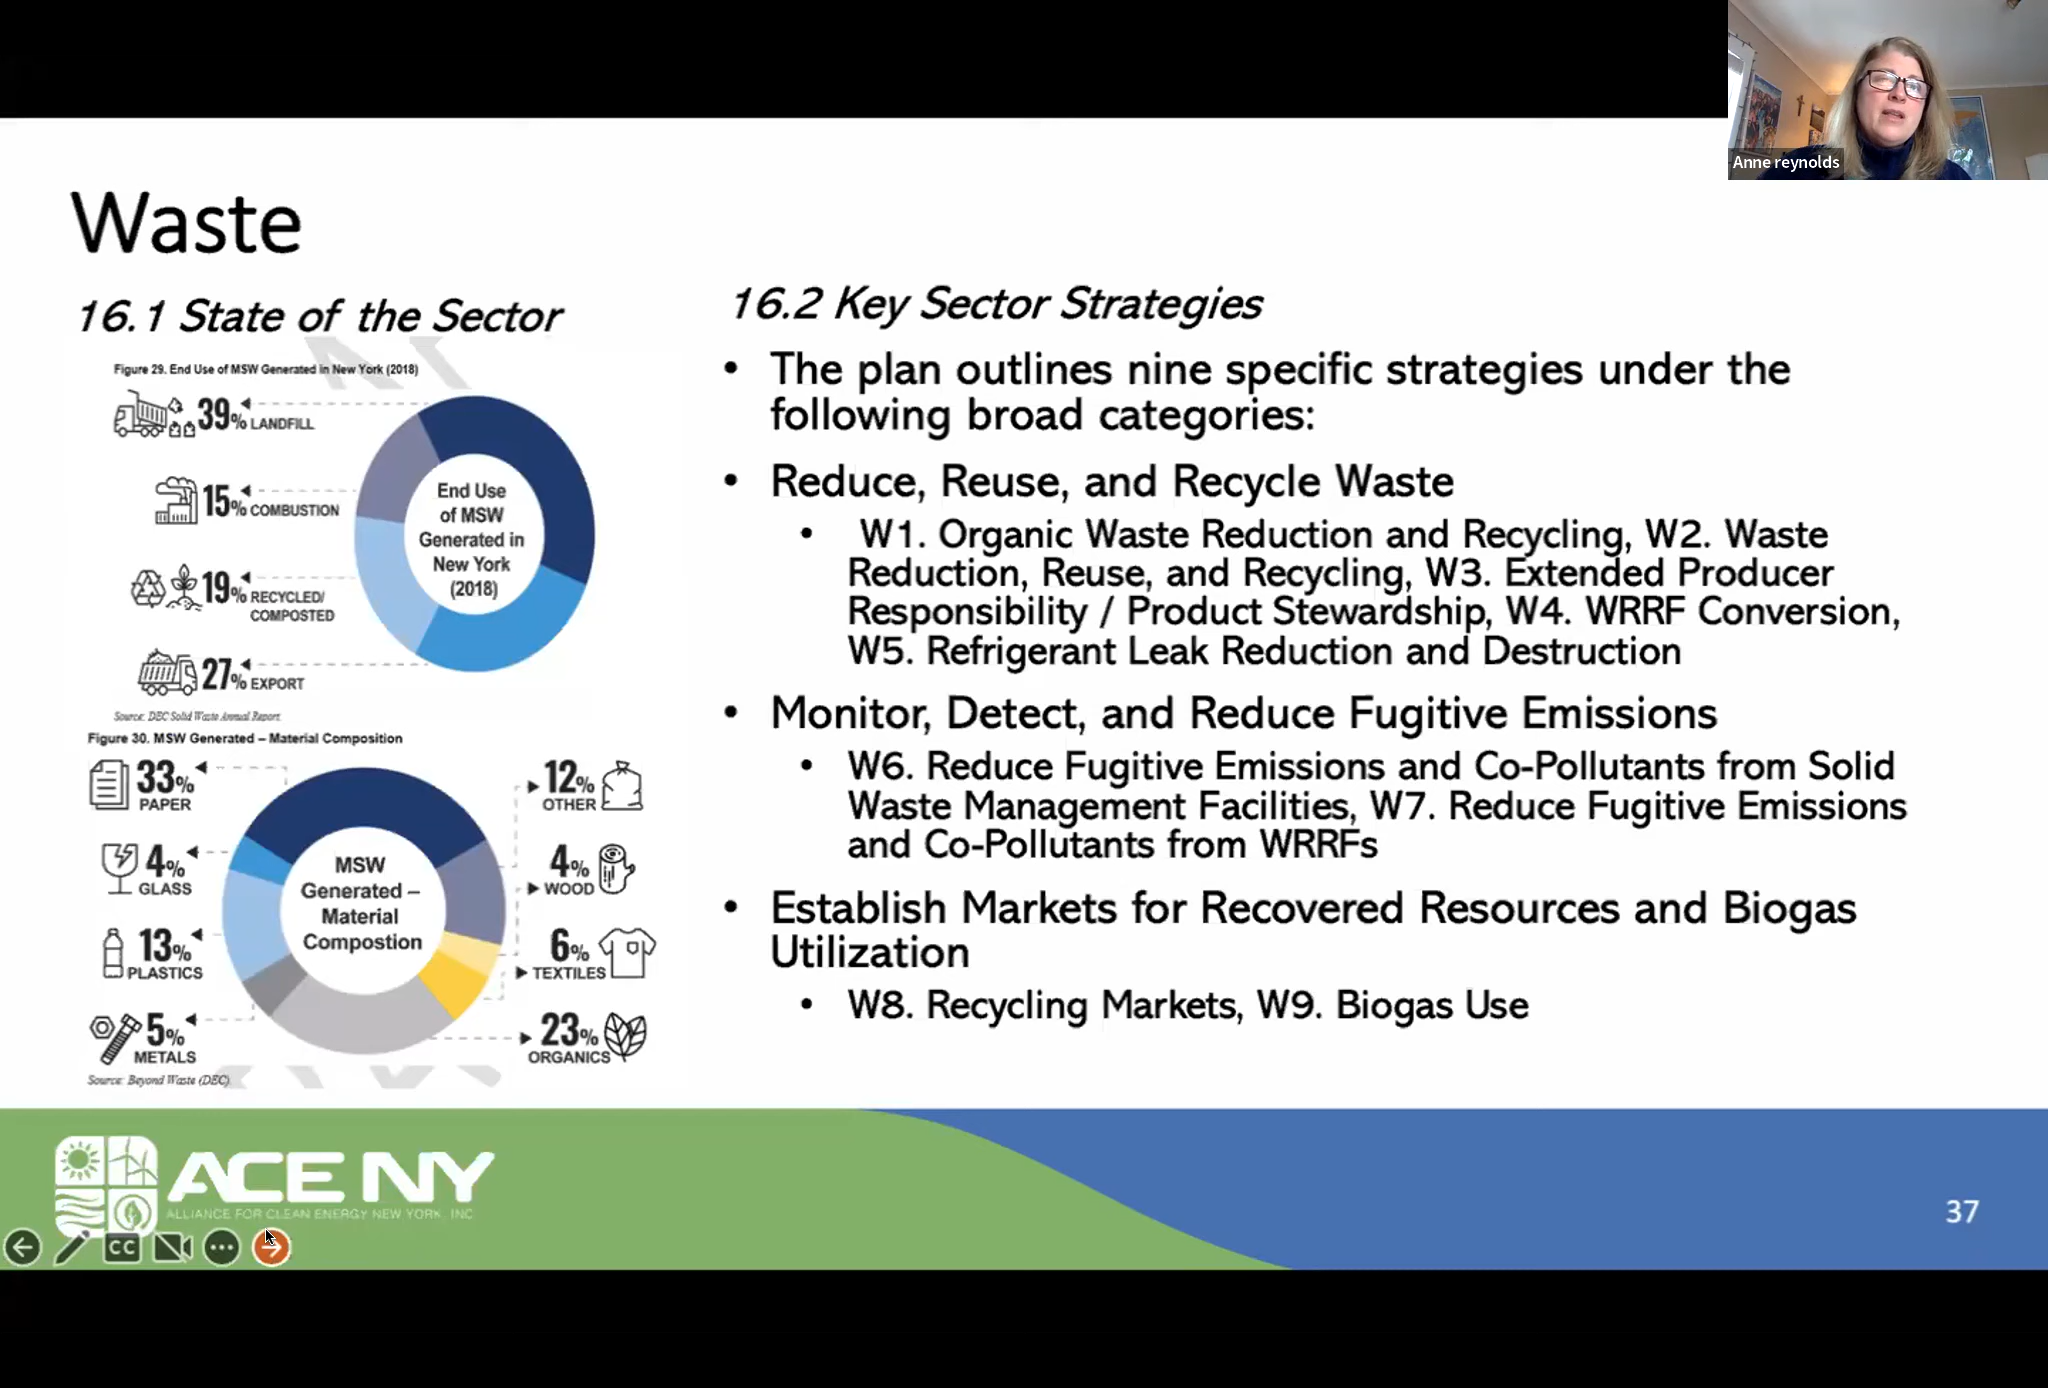 Anne reynolds
Waste
16.1 State of the Sector
Figure 29. End Use of MSW Generated in New York (2018)
39% LANDFILL
15% COMBUSTION
19% RECYCLED/
COMPOSTED
27% EXPORT
End Use
of MSW
Generated in
New York
(2018)
Source: DEC Solid Waste Annual Report
Figure 30. MSW Generated – Material Composition
33%
PAPER
4%
GLASS
13%
PLASTICS
5%
METALS
MSW
Generated –
Material
Compostion
12%
OTHER
4%
WOOD
6%
TEXTILES
23%
ORGANICS
Source: Beyond Waste (DEC).
16.2 Key Sector Strategies
• The plan outlines nine specific strategies under the
following broad categories:
• Reduce, Reuse, and Recycle Waste
• W1. Organic Waste Reduction and Recycling, W2. Waste
Reduction, Reuse, and Recycling, W3. Extended Producer
Responsibility / Product Stewardship, W4. WRRF Conversion,
W5. Refrigerant Leak Reduction and Destruction
• Monitor, Detect, and Reduce Fugitive Emissions
• W6. Reduce Fugitive Emissions and Co-Pollutants from Solid
Waste Management Facilities, W7. Reduce Fugitive Emissions
and Co-Pollutants from WRRFs
• Establish Markets for Recovered Resources and Biogas
Utilization
• W8. Recycling Markets, W9. Biogas Use
ACE NY
ALLIANCE FOR CLEAN ENERGY NEW YORK, INC
CC
37